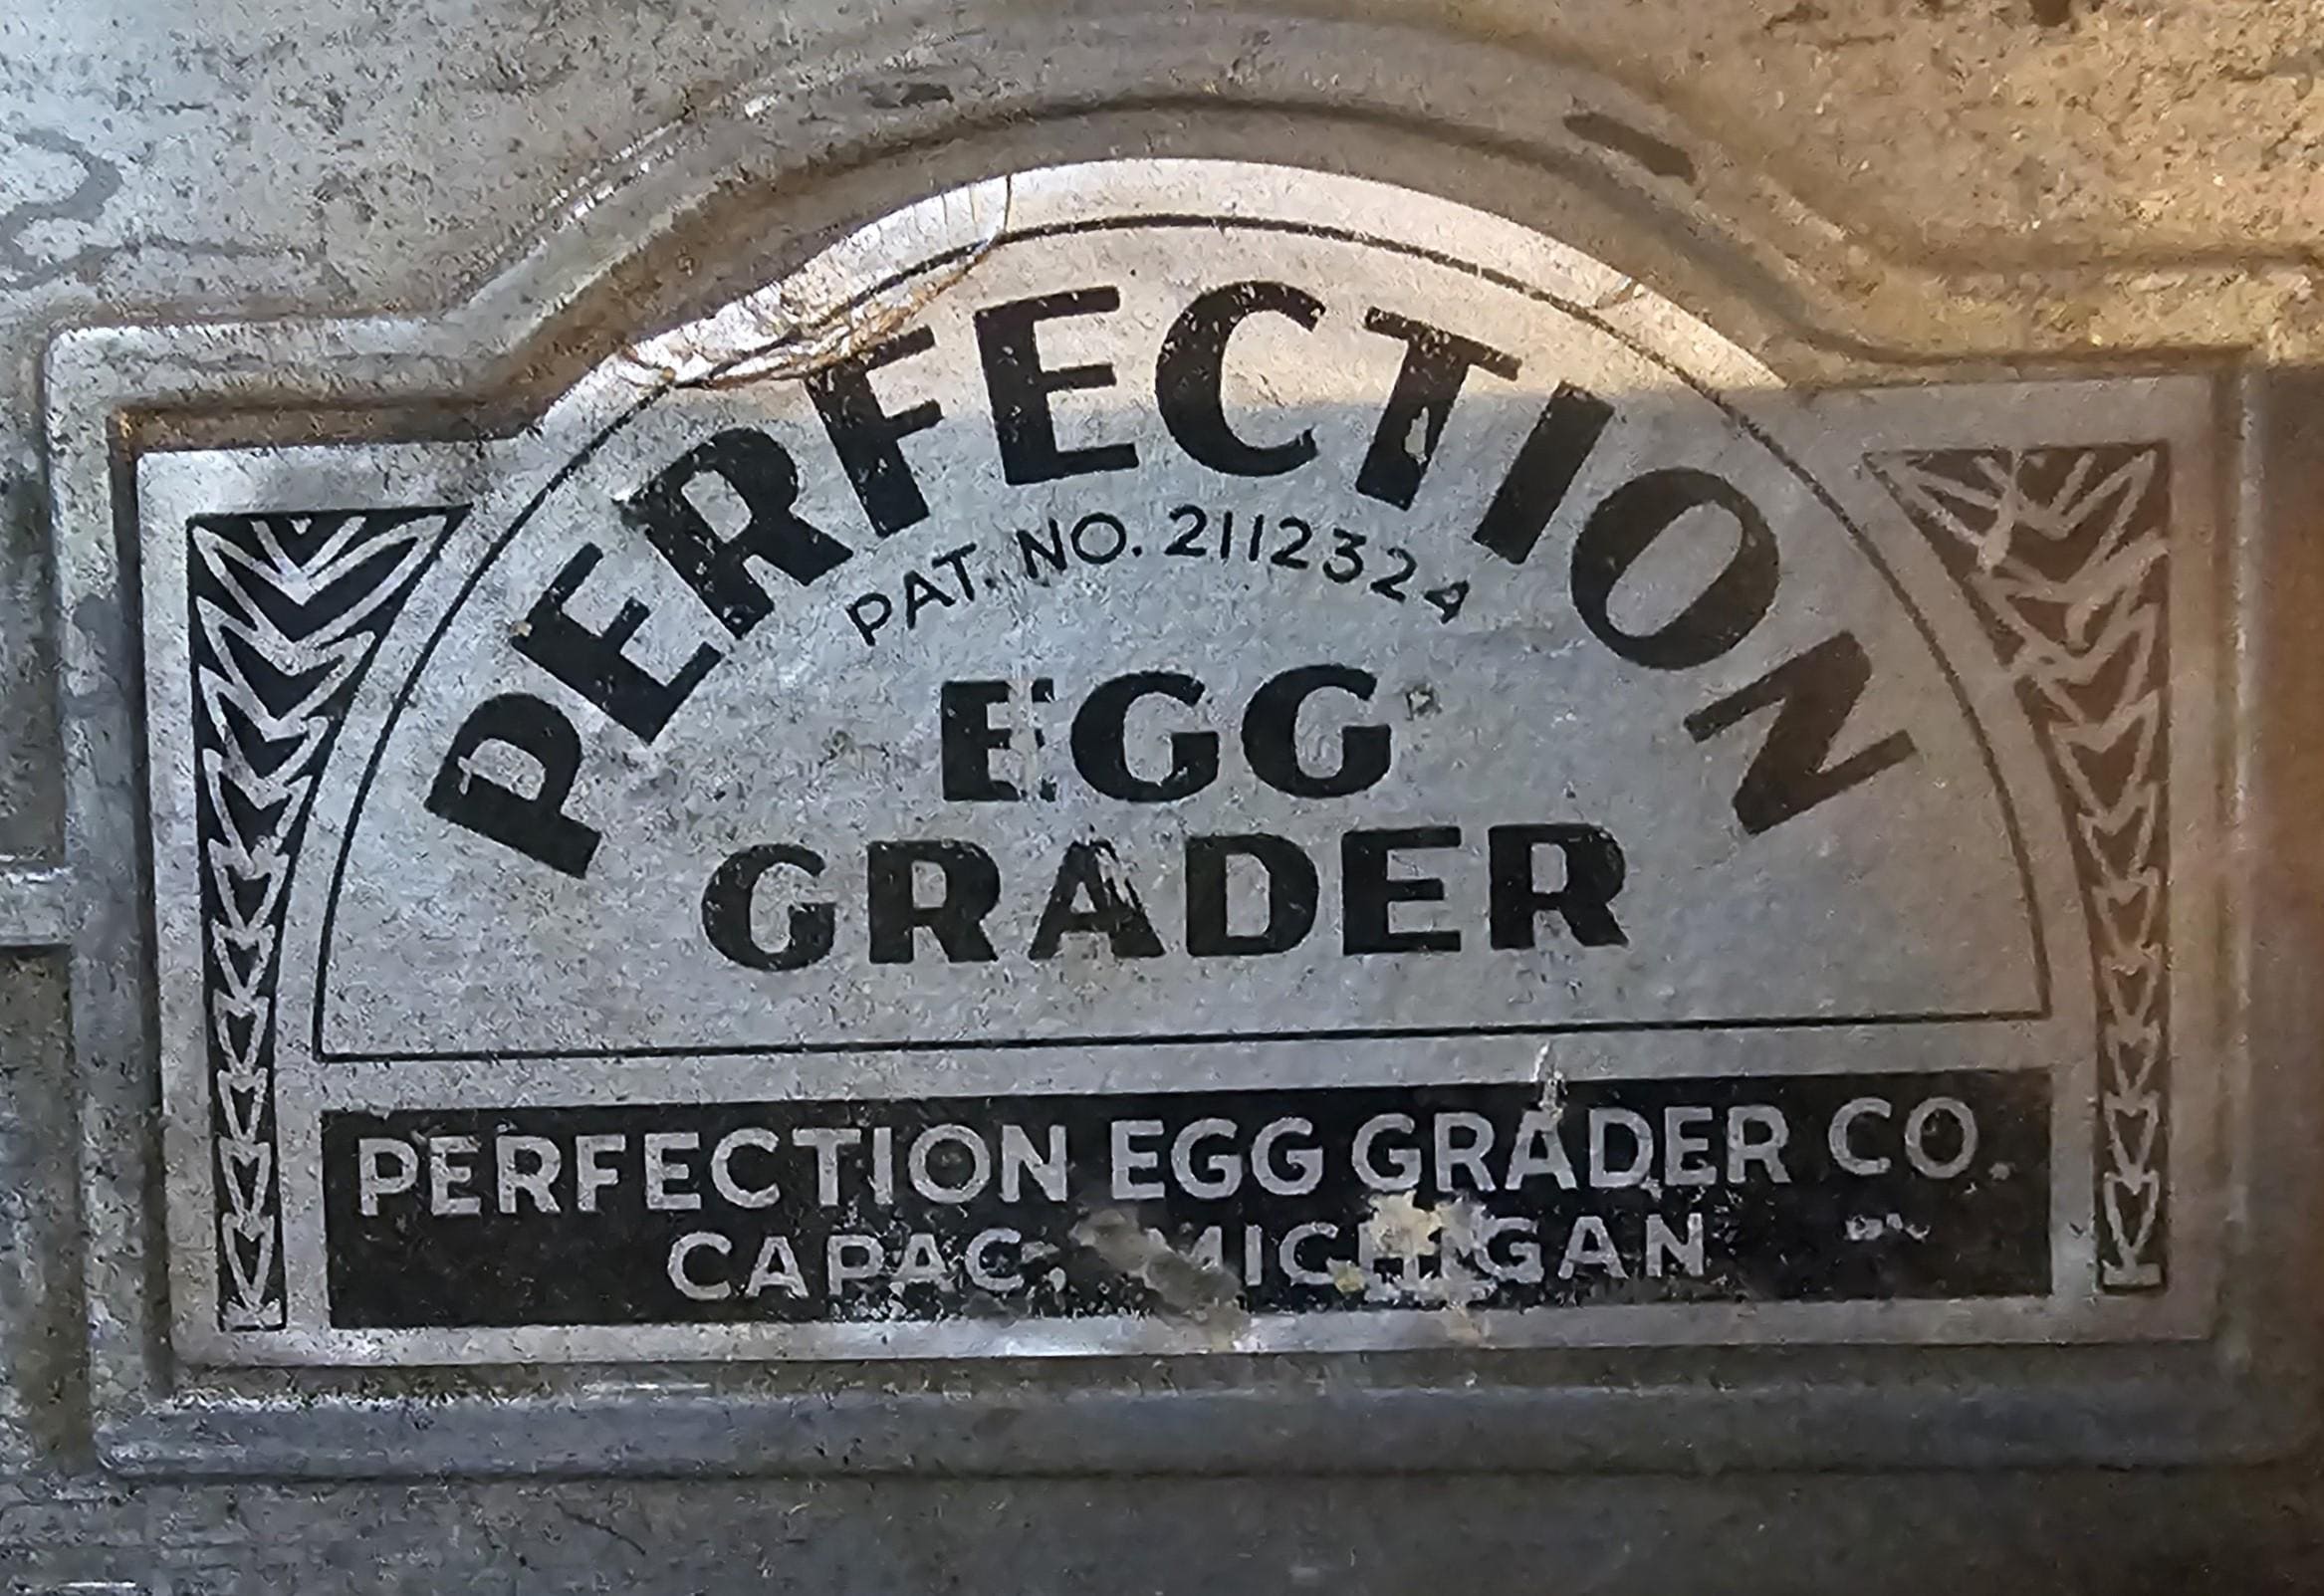 PERFECTION
PAT. NO. 2112324
EGG
GRADER
PERFECTION EGG GRADER CO.
CAPAC, MICHIGAN